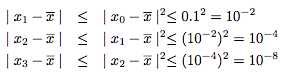 | x₁ − x̅ | ≤ | x₀ − x̅ |² ≤ 0.1² = 10⁻²
| x₂ − x̅ | ≤ | x₁ − x̅ |² ≤ (10⁻²)² = 10⁻⁴
| x₃ − x̅ | ≤ | x₂ − x̅ |² ≤ (10⁻⁴)² = 10⁻⁸